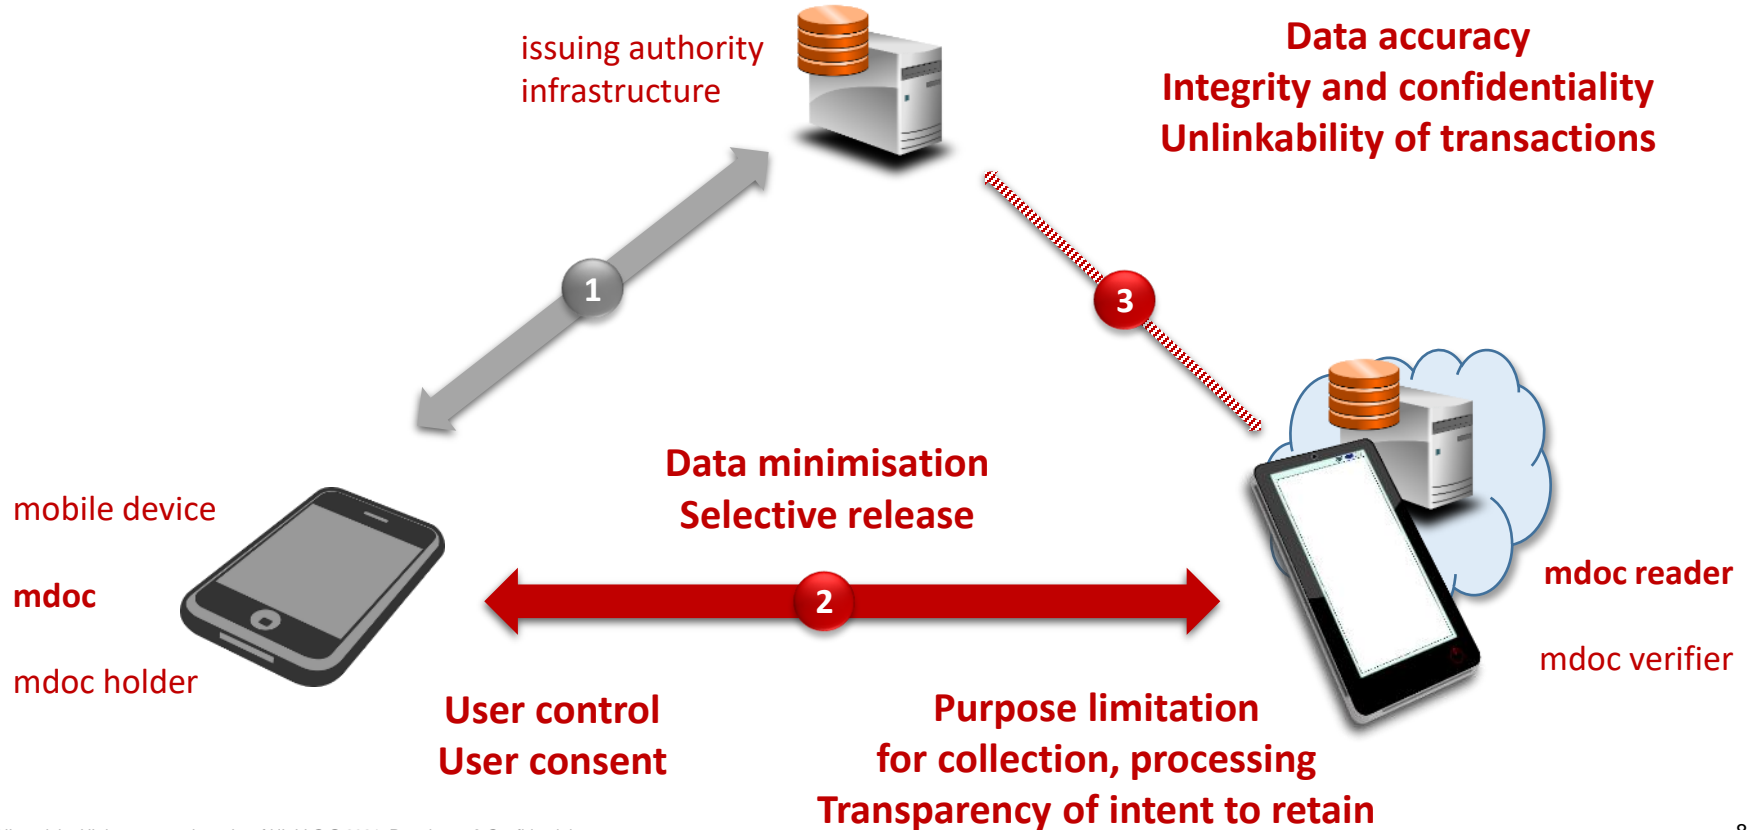 issuing authority
infrastructure
Data accuracy
Integrity and confidentiality
Unlinkability of transactions
1
3
Data minimisation
Selective release
mobile device
mdoc
mdoc holder
2
mdoc reader
mdoc verifier
User control
User consent
Purpose limitation
for collection, processing
Transparency of intent to retain